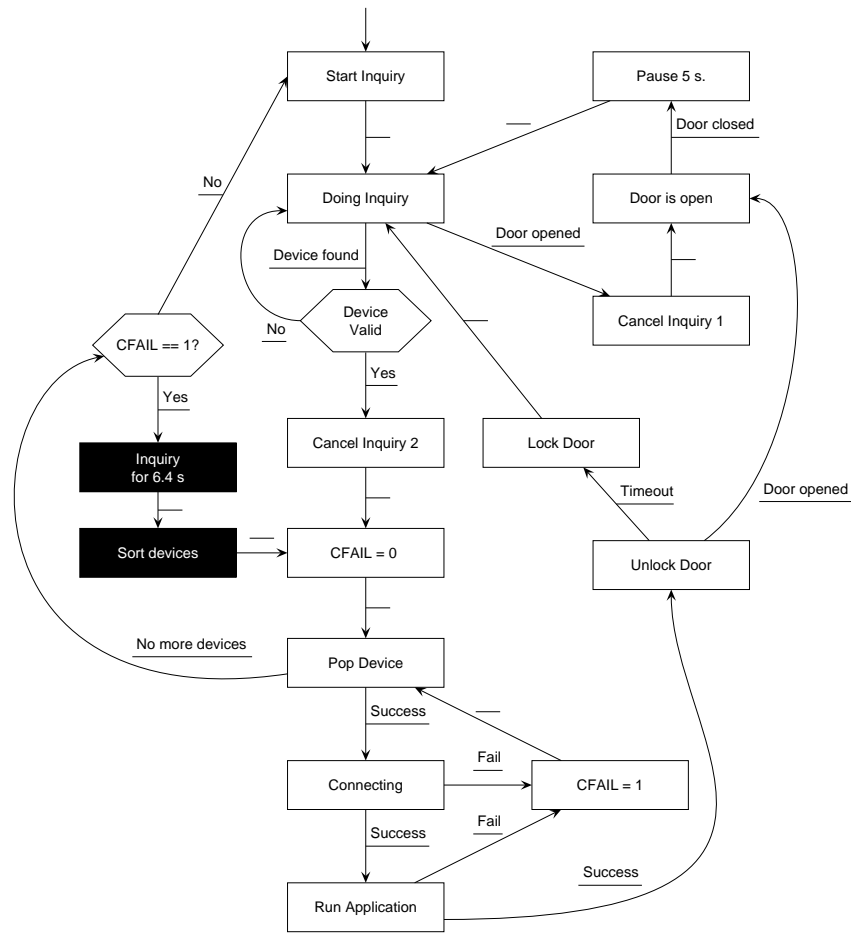 Start Inquiry
Pause 5 s.
Door closed
No
Doing Inquiry
Door is open
Door opened
Device found
Device
Valid
No
Cancel Inquiry 1
CFAIL == 1?
Yes
Yes
Cancel Inquiry 2
Lock Door
Inquiry
for 6.4 s
Timeout
Door opened
Sort devices
CFAIL = 0
Unlock Door
No more devices
Pop Device
Success
Fail
Connecting
CFAIL = 1
Success
Fail
Success
Run Application